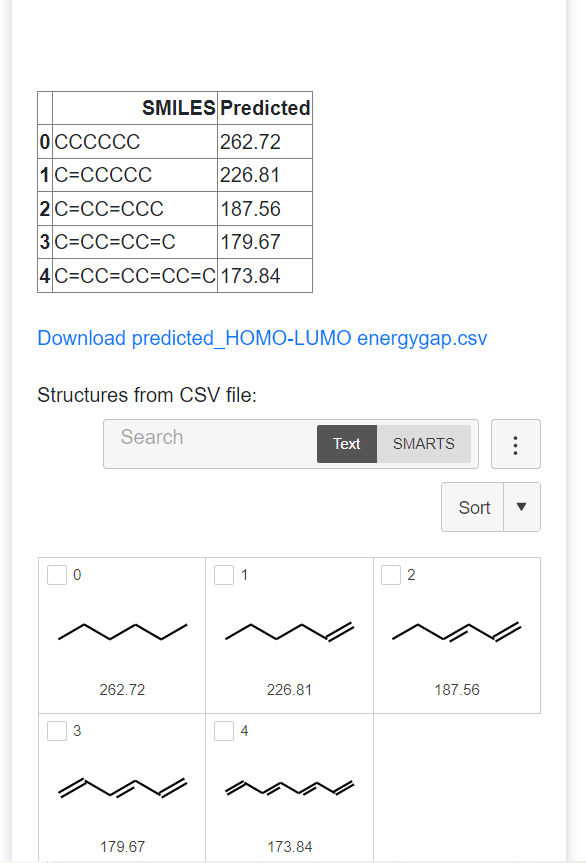 SMILES Predicted
0 CCCCCC 262.72
1 C=CCCCC 226.81
2 C=CC=CCC 187.56
3 C=CC=CC=C 179.67
4 C=CC=CC=CC=C 173.84
Download predicted_HOMO-LUMO energygap.csv
Structures from CSV file:
Search Text SMARTS
Sort
0 1 2
262.72 226.81 187.56
3 4
179.67 173.84